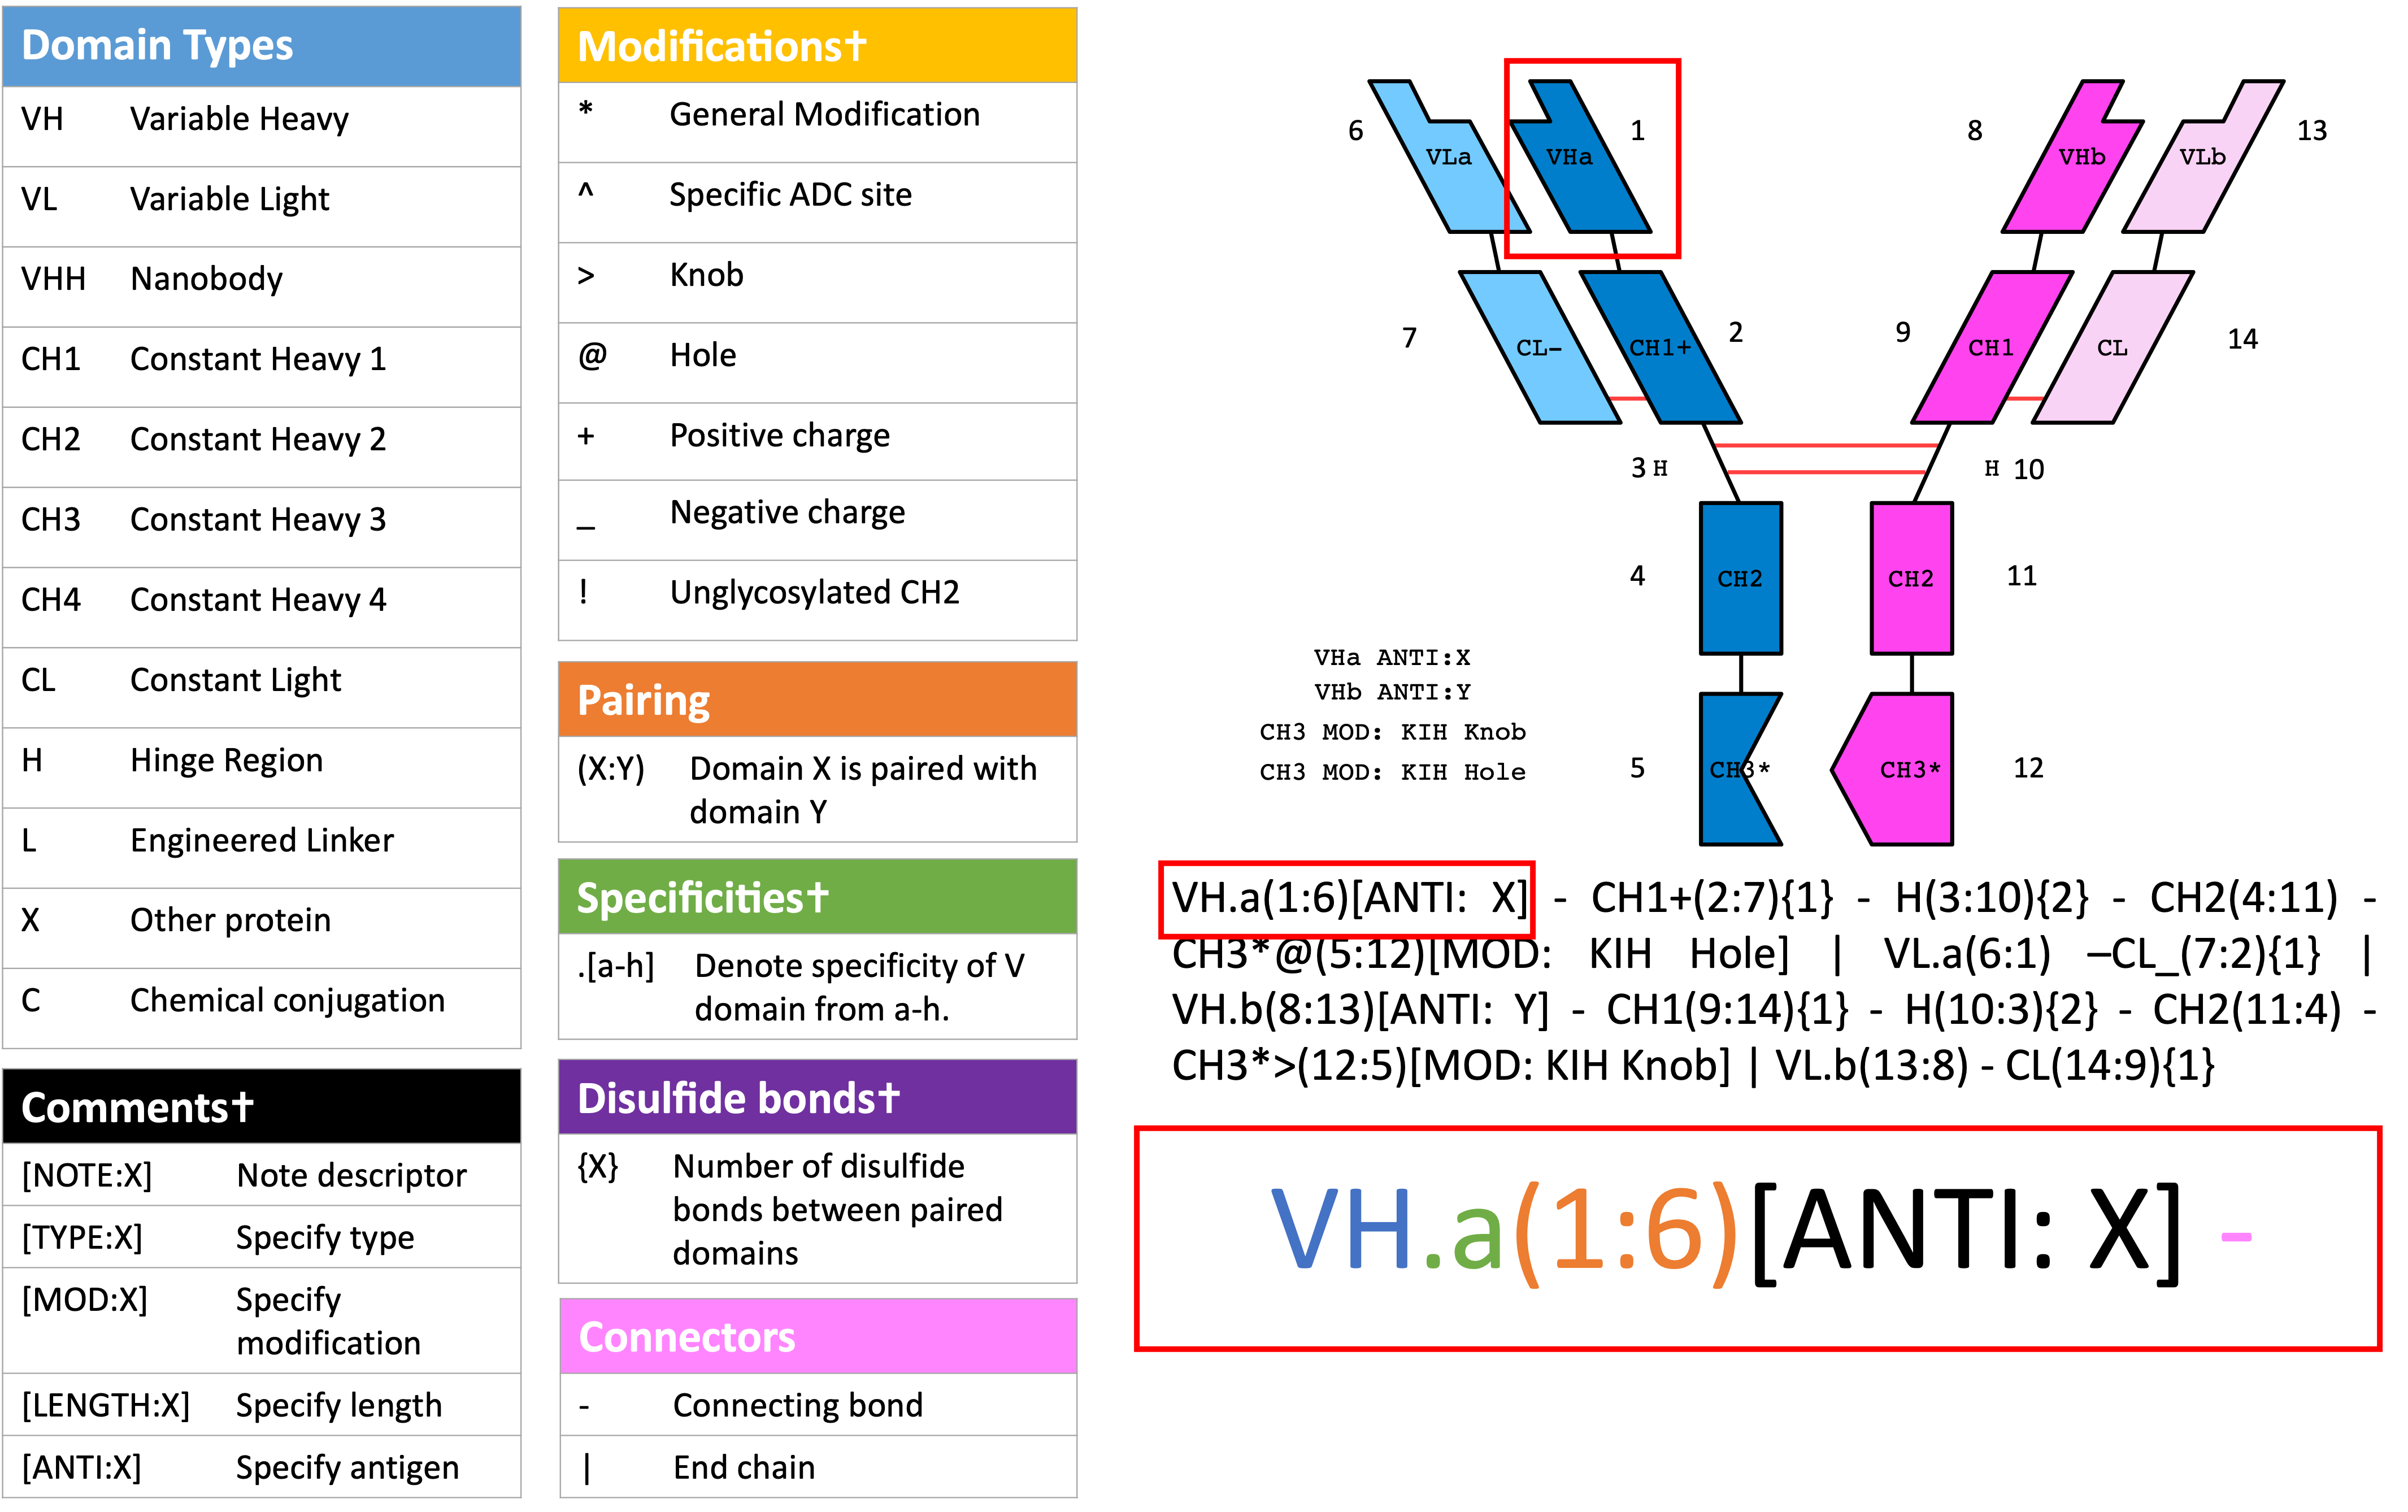 Domain Types
VH Variable Heavy
VL Variable Light
VHH Nanobody
CH1 Constant Heavy 1
CH2 Constant Heavy 2
CH3 Constant Heavy 3
CH4 Constant Heavy 4
CL Constant Light
H Hinge Region
L Engineered Linker
X Other protein
C Chemical conjugation
Comments†
[NOTE:X] Note descriptor
[TYPE:X] Specify type
[MOD:X] Specify
modification
[LENGTH:X] Specify length
[ANTI:X] Specify antigen
Modifications†
* General Modification
^ Specific ADC site
> Knob
@ Hole
+ Positive charge
_ Negative charge
! Unglycosylated CH2
Pairing
(X:Y) Domain X is paired with
domain Y
Specificities†
.[a-h] Denote specificity of V
domain from a-h.
Disulfide bonds†
{X} Number of disulfide
bonds between paired
domains
Connectors
- Connecting bond
| End chain
6 VLa VHa 1 8 VHb VLb 13
7 CL- CH1+ 2 9 CH1 CL 14
3 H H 10
4 CH2 CH2 11
VHa ANTI:X
VHb ANTI:Y
CH3 MOD: KIH Knob
CH3 MOD: KIH Hole
5 CH3* CH3* 12
VH.a(1:6)[ANTI: X] - CH1+(2:7){1} - H(3:10){2} - CH2(4:11) -
CH3*@(5:12)[MOD: KIH Hole] | VL.a(6:1) –CL_(7:2){1} |
VH.b(8:13)[ANTI: Y] - CH1(9:14){1} - H(10:3){2} - CH2(11:4) -
CH3*>(12:5)[MOD: KIH Knob] | VL.b(13:8) - CL(14:9){1}
VH.a(1:6)[ANTI: X] -